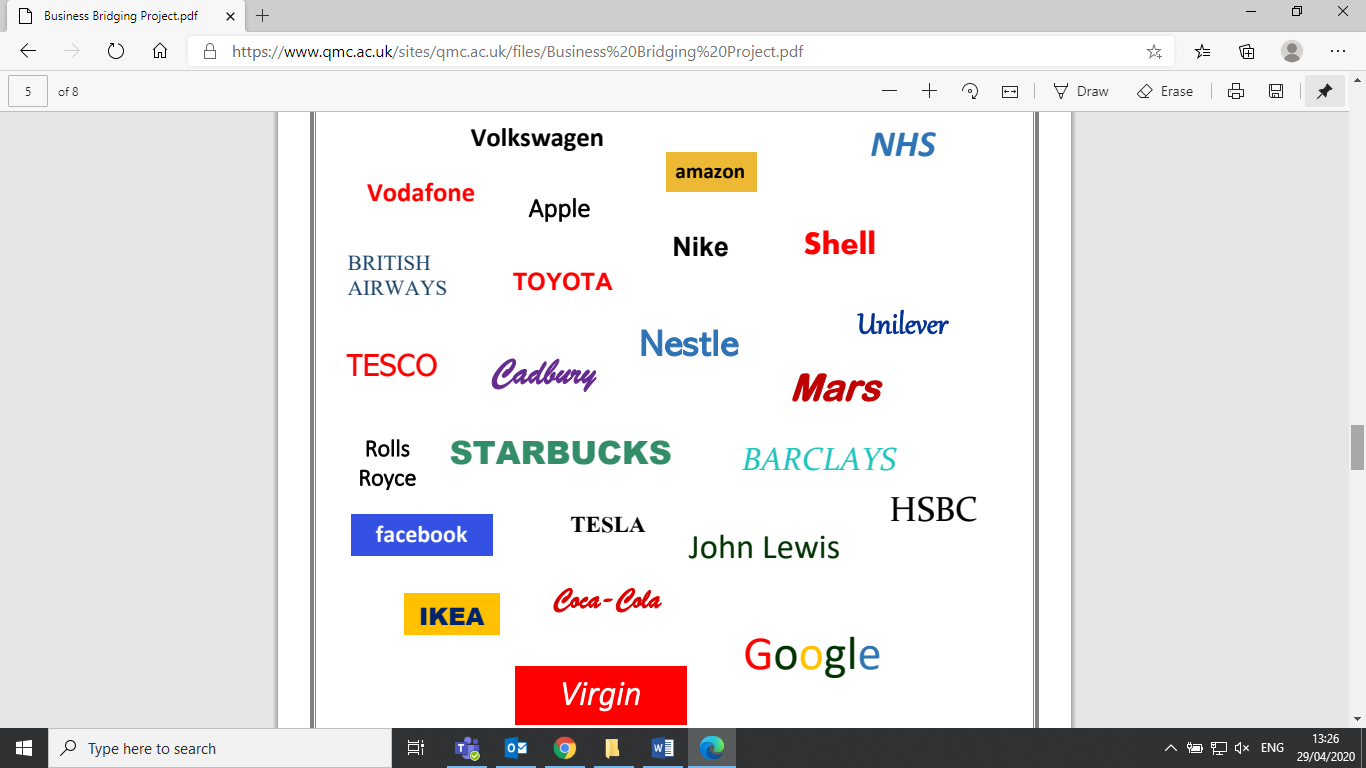 Business Bridging Project.pdf
https://www.qmc.ac.uk/sites/qmc.ac.uk/files/Business%20Bridging%20Project.pdf
5 of 8
Draw
Erase
Volkswagen
NHS
amazon
Vodafone
Apple
Nike
Shell
BRITISH
AIRWAYS
TOYOTA
Unilever
Nestle
TESCO
Cadbury
Mars
Rolls
Royce
STARBUCKS
BARCLAYS
HSBC
facebook
TESLA
John Lewis
IKEA
Coca-Cola
Google
Virgin
Type here to search
ENG
13:26
29/04/2020